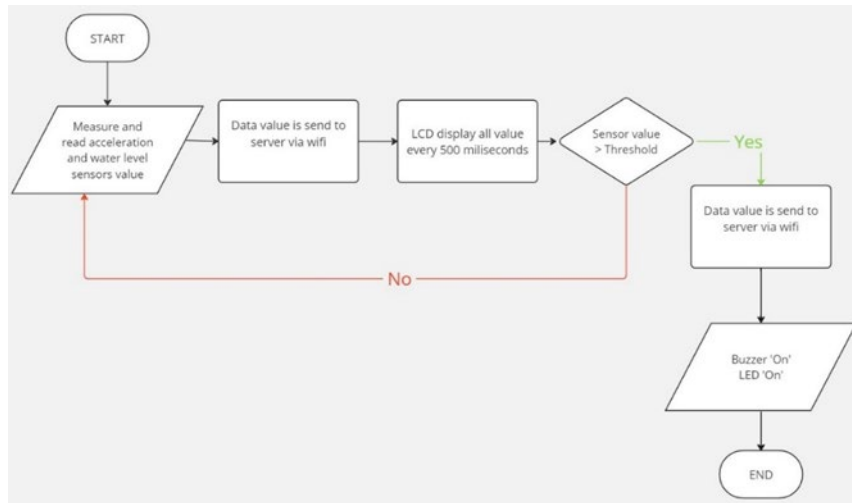 START
Measure and
read acceleration
and water level
sensors value
Data value is send to
server via wifi
LCD display all value
every 500 miliseconds
Sensor value
> Threshold
Yes
Data value is send to
server via wifi
No
Buzzer 'On'
LED 'On'
END